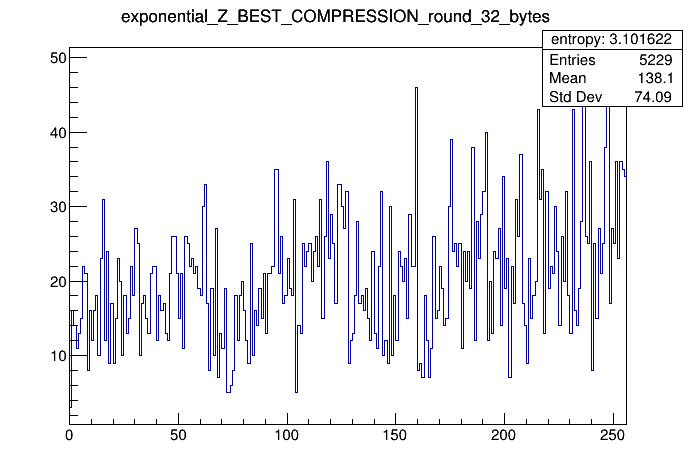 exponential_Z_BEST_COMPRESSION_round_32_bytes
entropy: 3.101622
Entries 5229
Mean 138.1
Std Dev 74.09
50
40
30
20
10
0 50 100 150 200 250